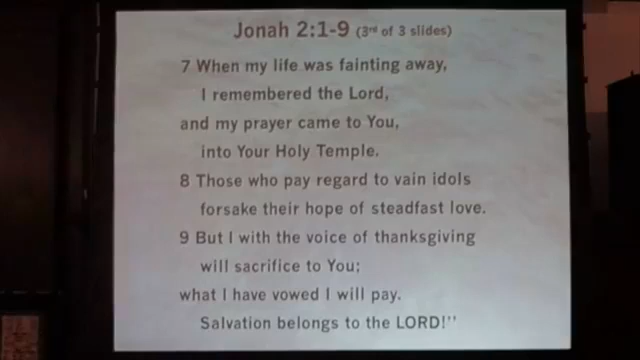 Jonah 2:1-9 (3rd of 3 slides)
7 When my life was fainting away,
I remembered the Lord,
and my prayer came to You,
into Your Holy Temple.
8 Those who pay regard to vain idols
forsake their hope of steadfast love.
9 But I with the voice of thanksgiving
will sacrifice to You;
what I have vowed I will pay.
Salvation belongs to the LORD!"